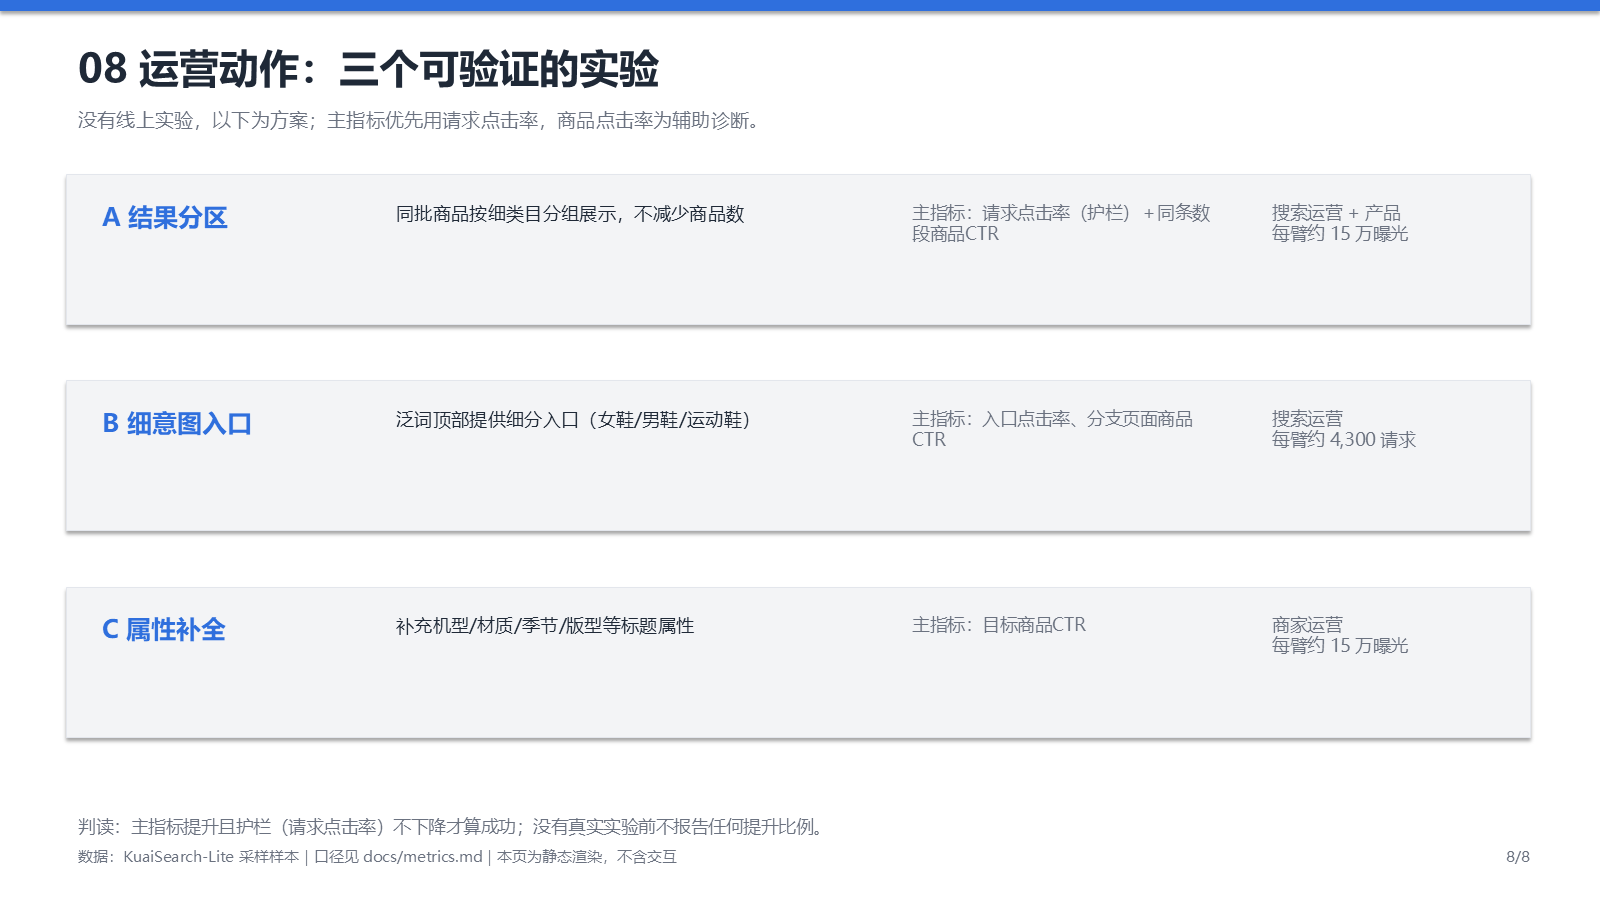 08 运营动作：三个可验证的实验
没有线上实验，以下为方案；主指标优先用请求点击率，商品点击率为辅助诊断。
A 结果分区
同批商品按细类目分组展示，不减少商品数
主指标：请求点击率（护栏）+同条数
段商品CTR
搜索运营 + 产品
每臂约 15 万曝光
B 细意图入口
泛词顶部提供细分入口（女鞋/男鞋/运动鞋）
主指标：入口点击率、分支页面商品
CTR
搜索运营
每臂约 4,300 请求
C 属性补全
补充机型/材质/季节/版型等标题属性
主指标：目标商品CTR
商家运营
每臂约 15 万曝光
判读：主指标提升且护栏（请求点击率）不下降才算成功；没有真实实验前不报告任何提升比例。
数据：KuaiSearch-Lite 采样样本 | 口径见 docs/metrics.md | 本页为静态渲染，不含交互
8/8